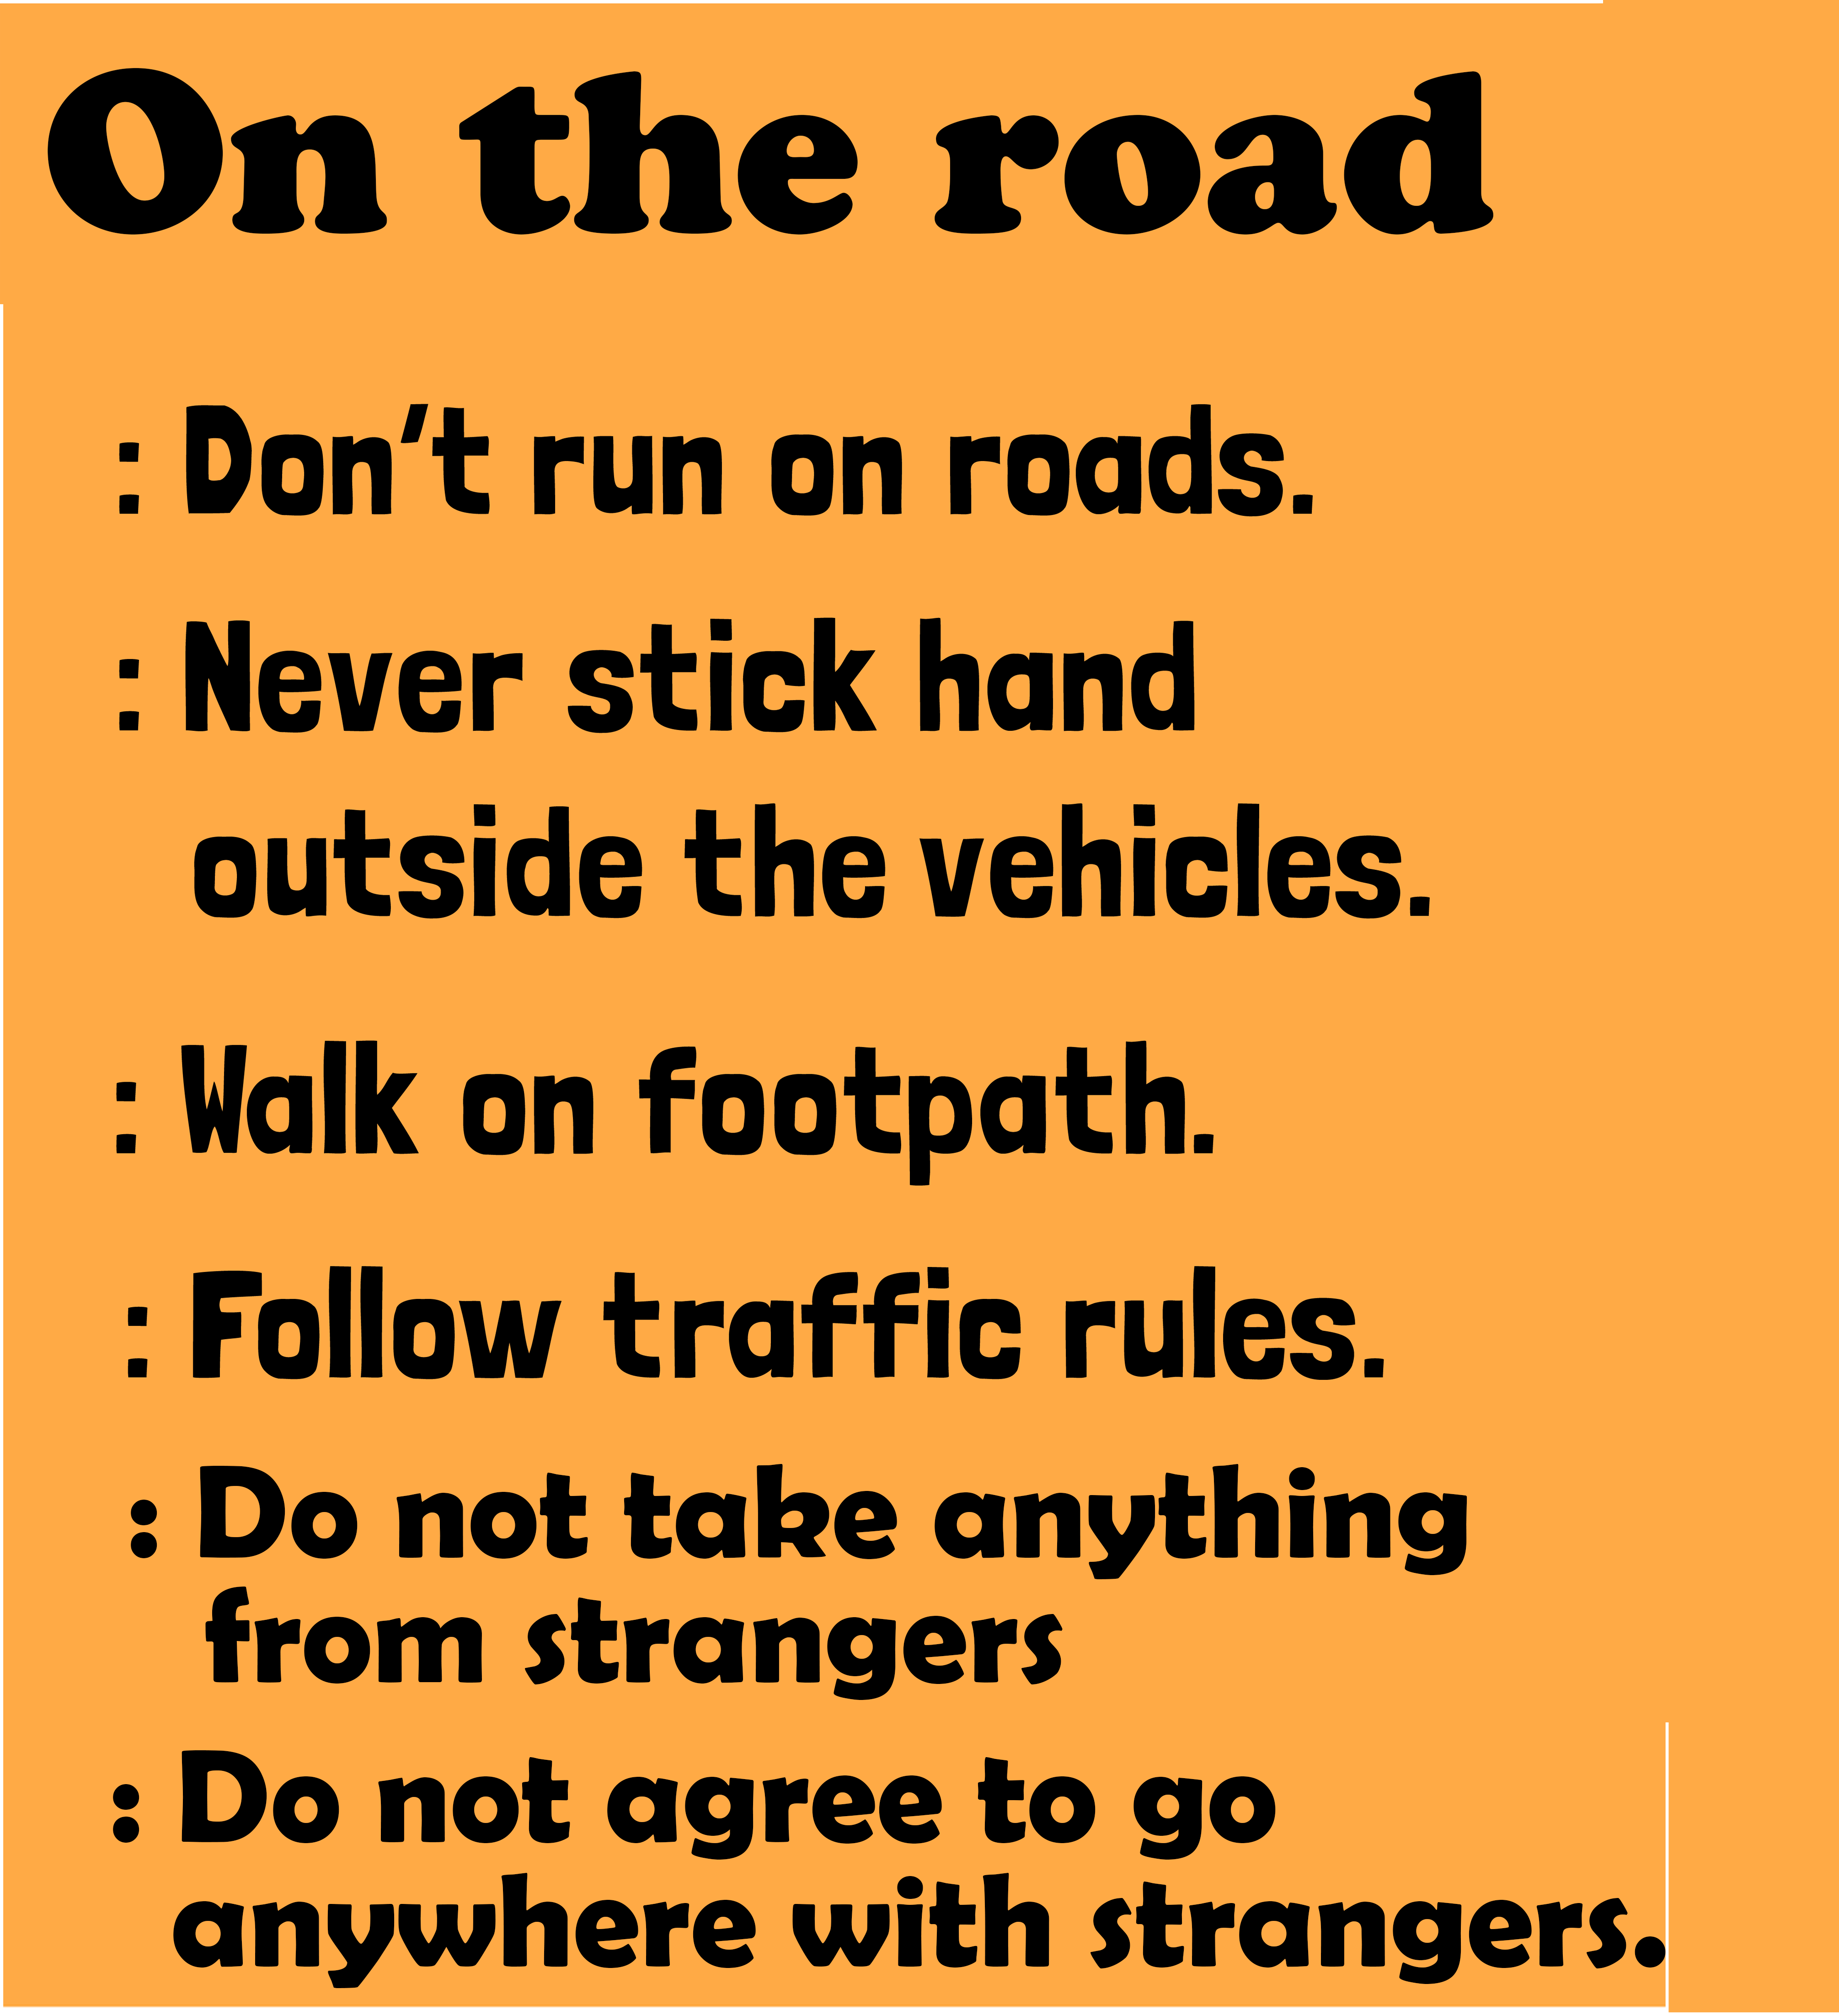 On the road
: Don't run on roads.
: Never stick hand
outside the vehicles.
: Walk on footpath.
: Follow traffic rules.
: Do not take anything
from strangers
: Do not agree to go
anywhere with strangers.